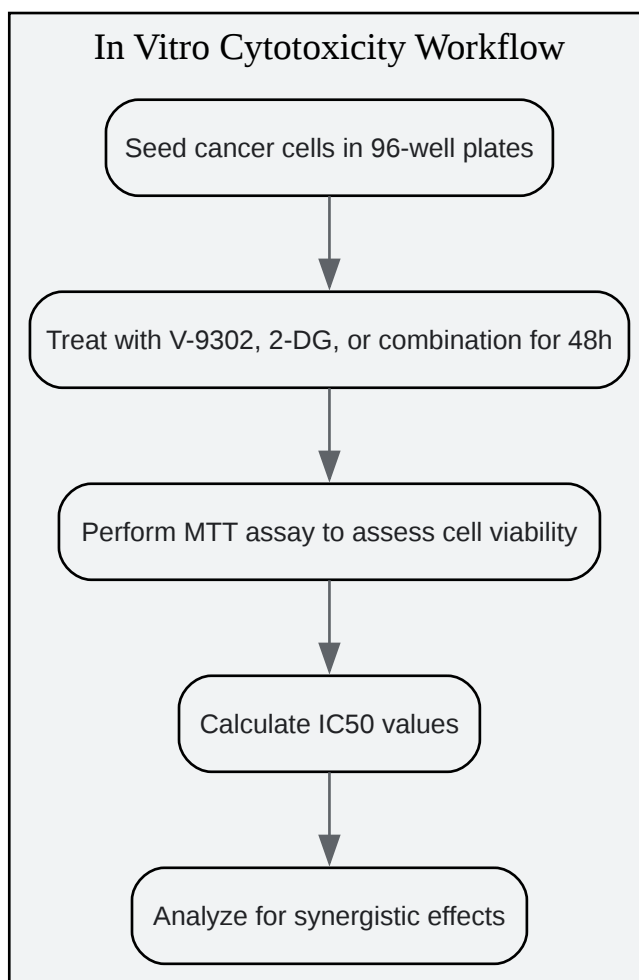 In Vitro Cytotoxicity Workflow
Seed cancer cells in 96-well plates
Treat with V-9302, 2-DG, or combination for 48h
Perform MTT assay to assess cell viability
Calculate IC50 values
Analyze for synergistic effects